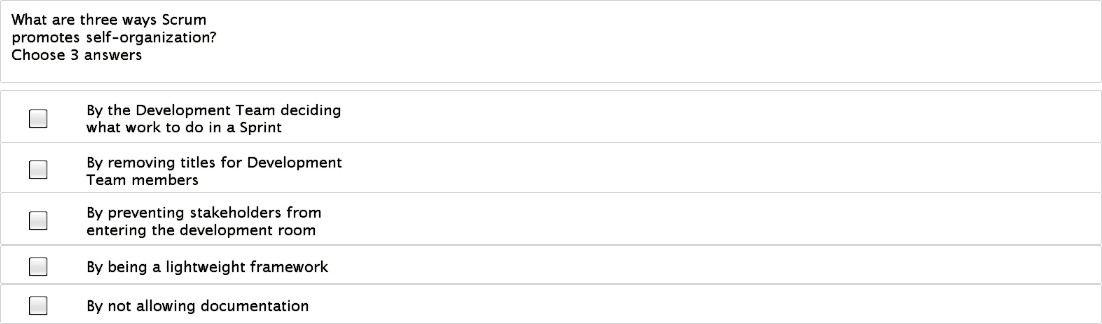 What are three ways Scrum
promotes self-organization?
Choose 3 answers
By the Development Team deciding
what work to do in a Sprint
By removing titles for Development
Team members
By preventing stakeholders from
entering the development room
By being a lightweight framework
By not allowing documentation